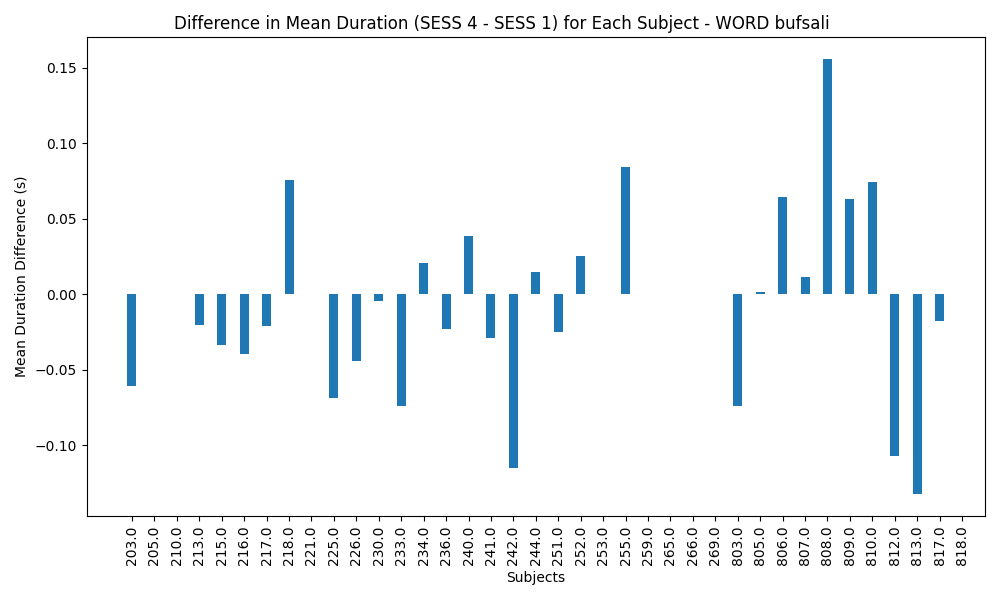 Difference in Mean Duration (SESS 4 - SESS 1) for Each Subject - WORD bufsali
Mean Duration Difference (s)
0.15
0.10
0.05
0.00
−0.05
−0.10
203.0 205.0 210.0 213.0 215.0 216.0 217.0 218.0 221.0 225.0 226.0 230.0 233.0 234.0 236.0 240.0 241.0 242.0 244.0 251.0 252.0 253.0 255.0 259.0 265.0 266.0 269.0 803.0 805.0 806.0 807.0 808.0 809.0 810.0 812.0 813.0 817.0 818.0
Subjects